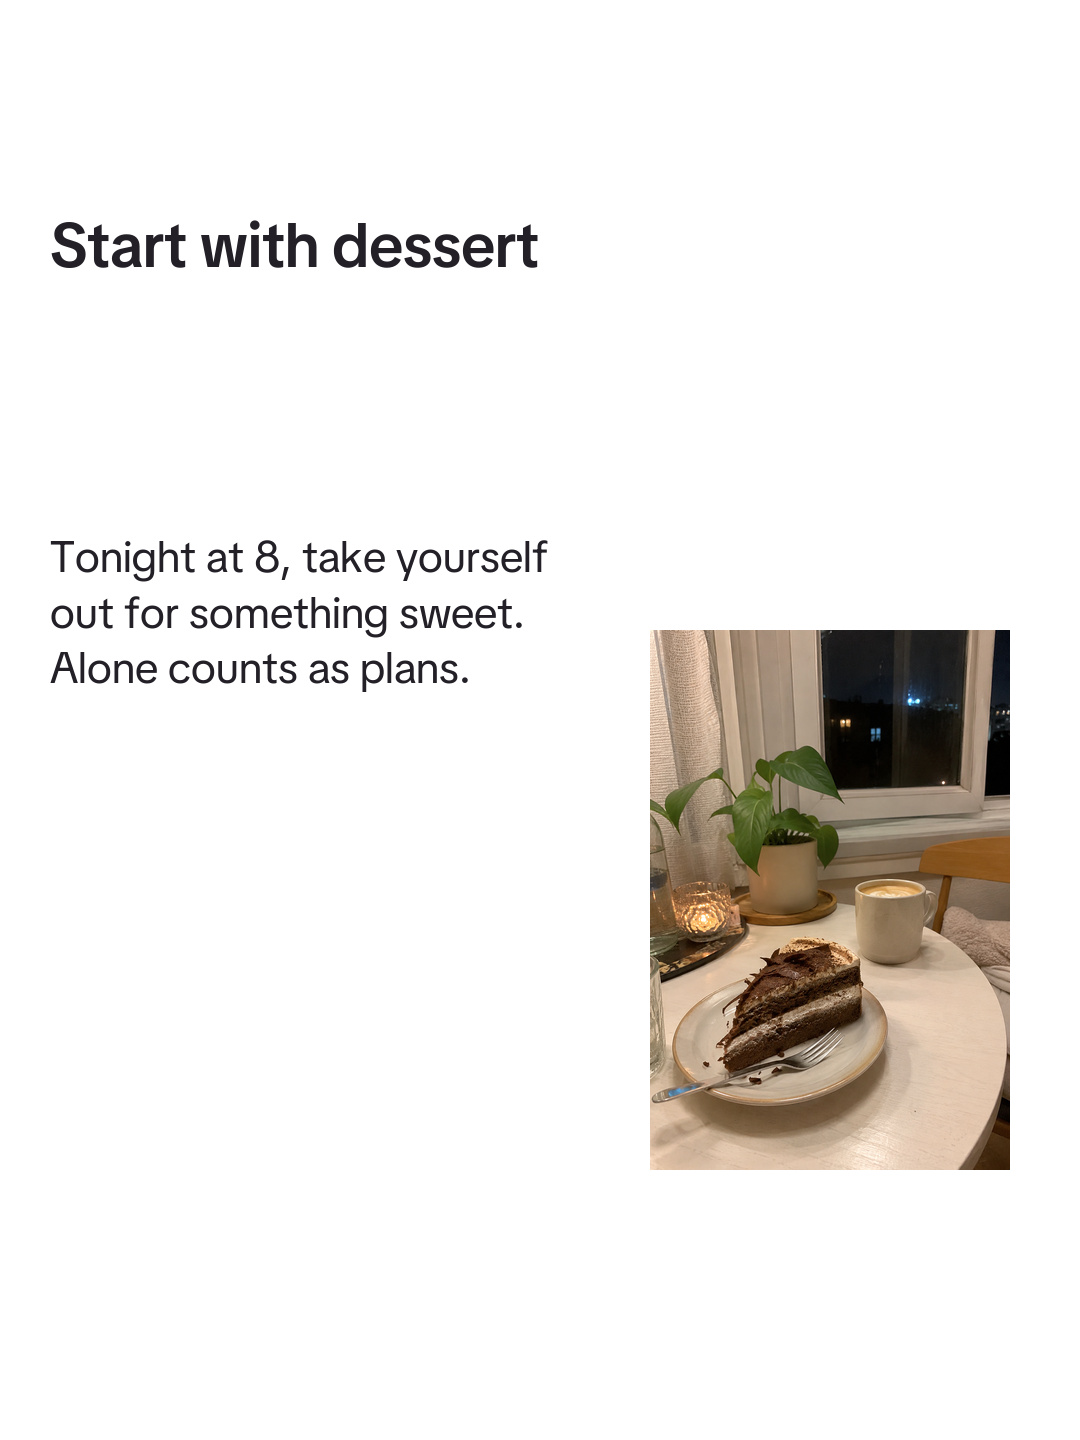 Start with dessert
Tonight at 8, take yourself
out for something sweet.
Alone counts as plans.